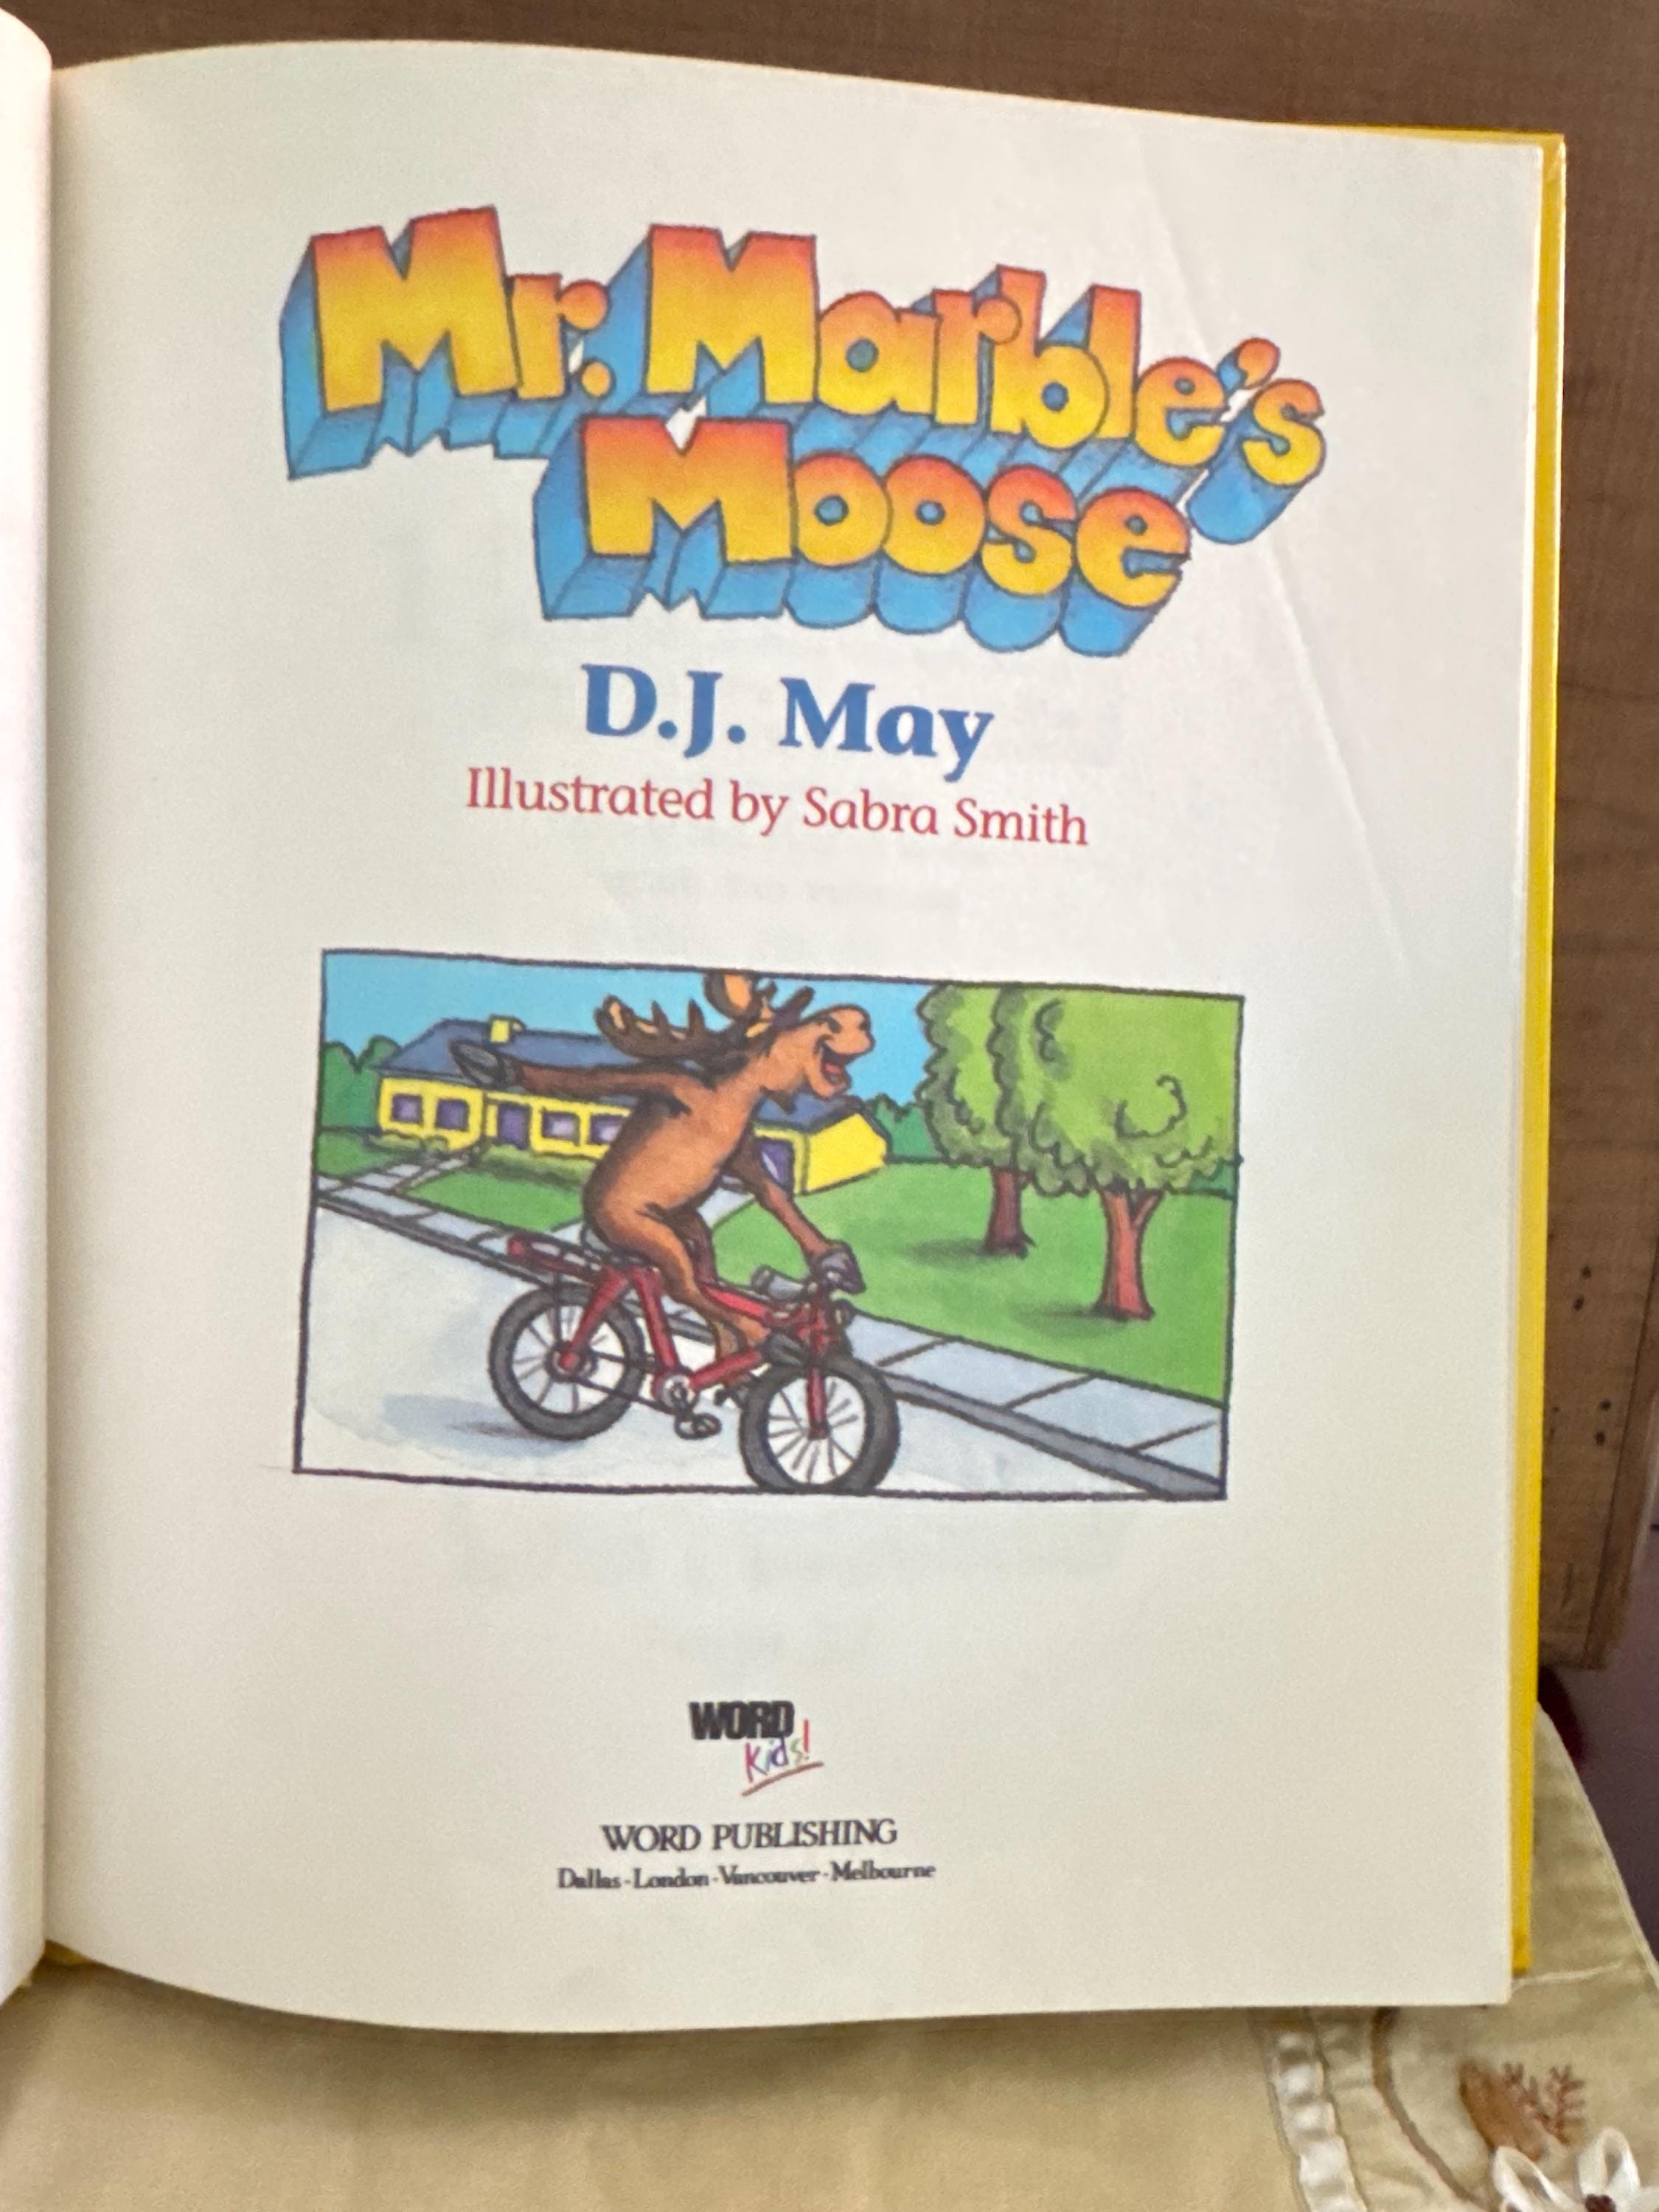 Mr. Marble's
Moose
D.J. May
Illustrated by Sabra Smith
WORD
Kids!
WORD PUBLISHING
Dallas · London · Vancouver · Melbourne